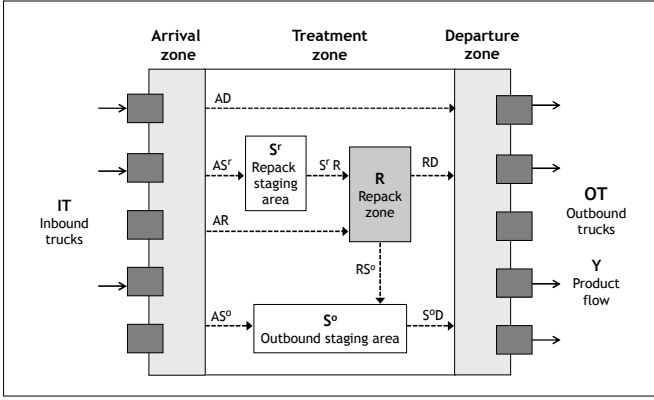 Arrival
zone
Treatment
zone
Departure
zone
AD
ASʳ
Sʳ
Repack
staging
area
Sʳ R
R
Repack
zone
RD
AR
IT
Inbound
trucks
OT
Outbound
trucks
RSᵒ
Y
Product
flow
ASᵒ
Sᵒ
Outbound staging area
SᵒD